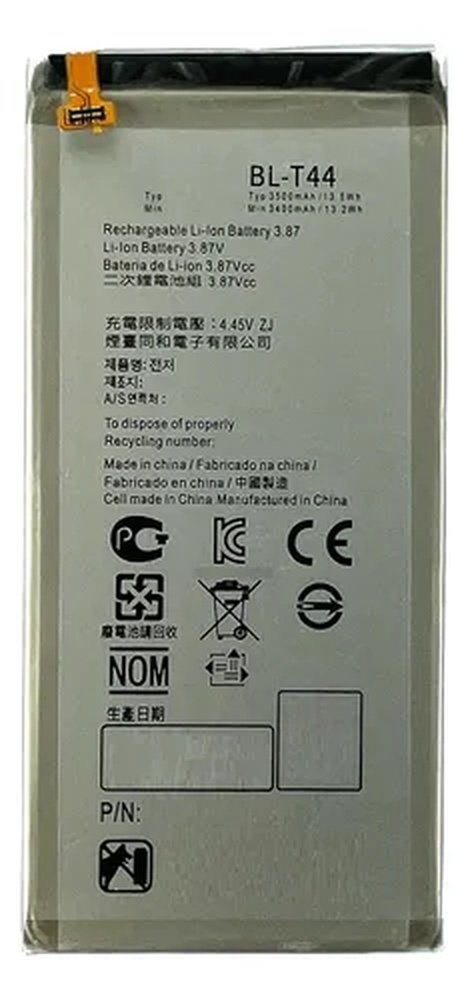 BL-T44
Typ Typ 3500mAh/13.5Wh
Min Min 3400mAh/13.2Wh
Rechargeable Li-Ion Battery 3.87
Li-Ion Battery 3.87V
Bateria de Li-ion 3.87Vcc
二次鋰電池組 3.87Vcc
充電限制電壓：4.45V ZJ
煙臺同和電子有限公司
제품명: 전저
제조지:
A/S연락처:
To dispose of properly
Recycling number:
Made in china / Fabricado na china /
Fabricado en china / 中國製造
Cell made in China Manufactured in China
PG K CE
廢電池請回收
NOM
生產日期
P/N: